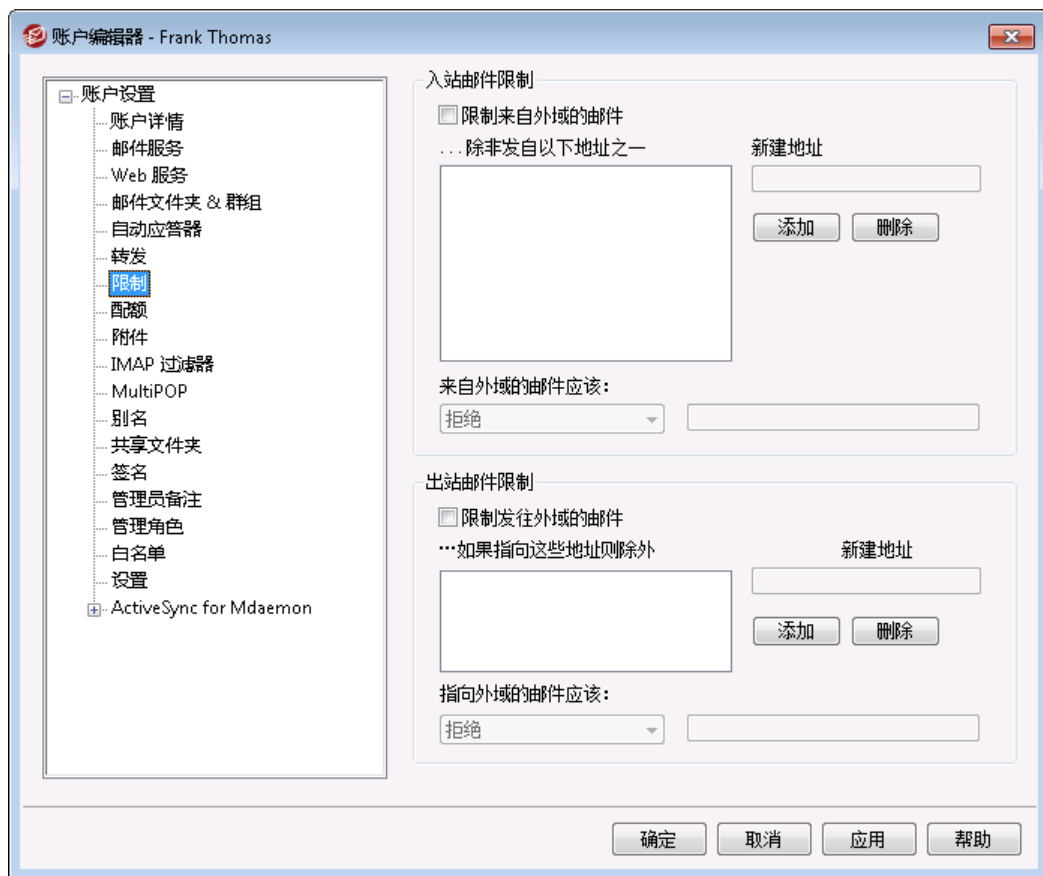 账户编辑器 - Frank Thomas
账户设置
账户详情
邮件服务
Web 服务
邮件文件夹 & 群组
自动应答器
转发
限制
配额
附件
IMAP 过滤器
MultiPOP
别名
共享文件夹
签名
管理员备注
管理角色
白名单
设置
ActiveSync for Mdaemon
入站邮件限制
限制来自外域的邮件
...除非发自以下地址之一
新建地址
添加
删除
来自外域的邮件应该:
拒绝
出站邮件限制
限制发往外域的邮件
…如果指向这些地址则除外
新建地址
添加
删除
指向外域的邮件应该:
拒绝
确定
取消
应用
帮助